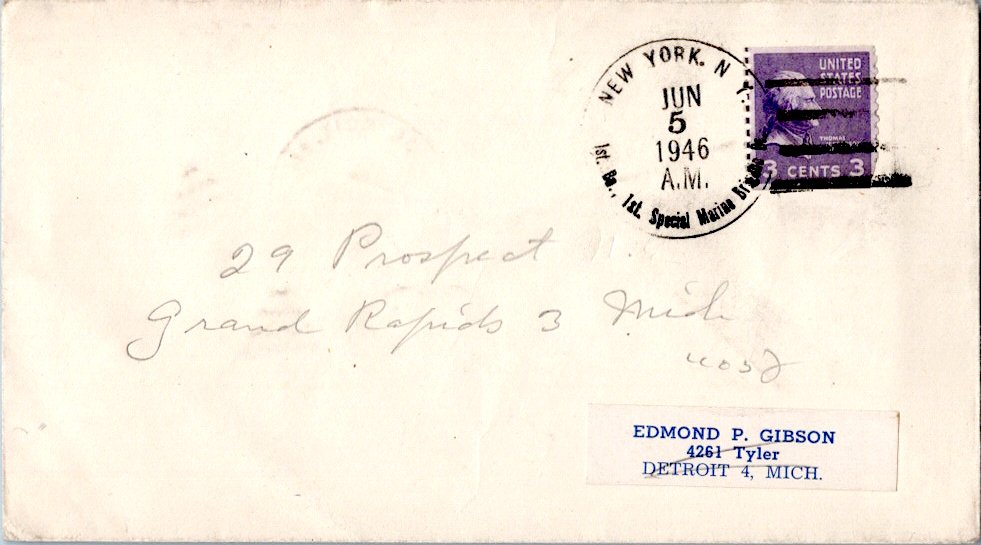 NEW YORK. N. Y.
JUN
5
1946
A.M.
1st. Bn., 1st. Special Marine Brigade
UNITED
STATES
POSTAGE
THOMAS
3 CENTS 3
29 Prospect
Grand Rapids 3 Mich
EDMOND P. GIBSON
4261 Tyler
DETROIT 4, MICH.